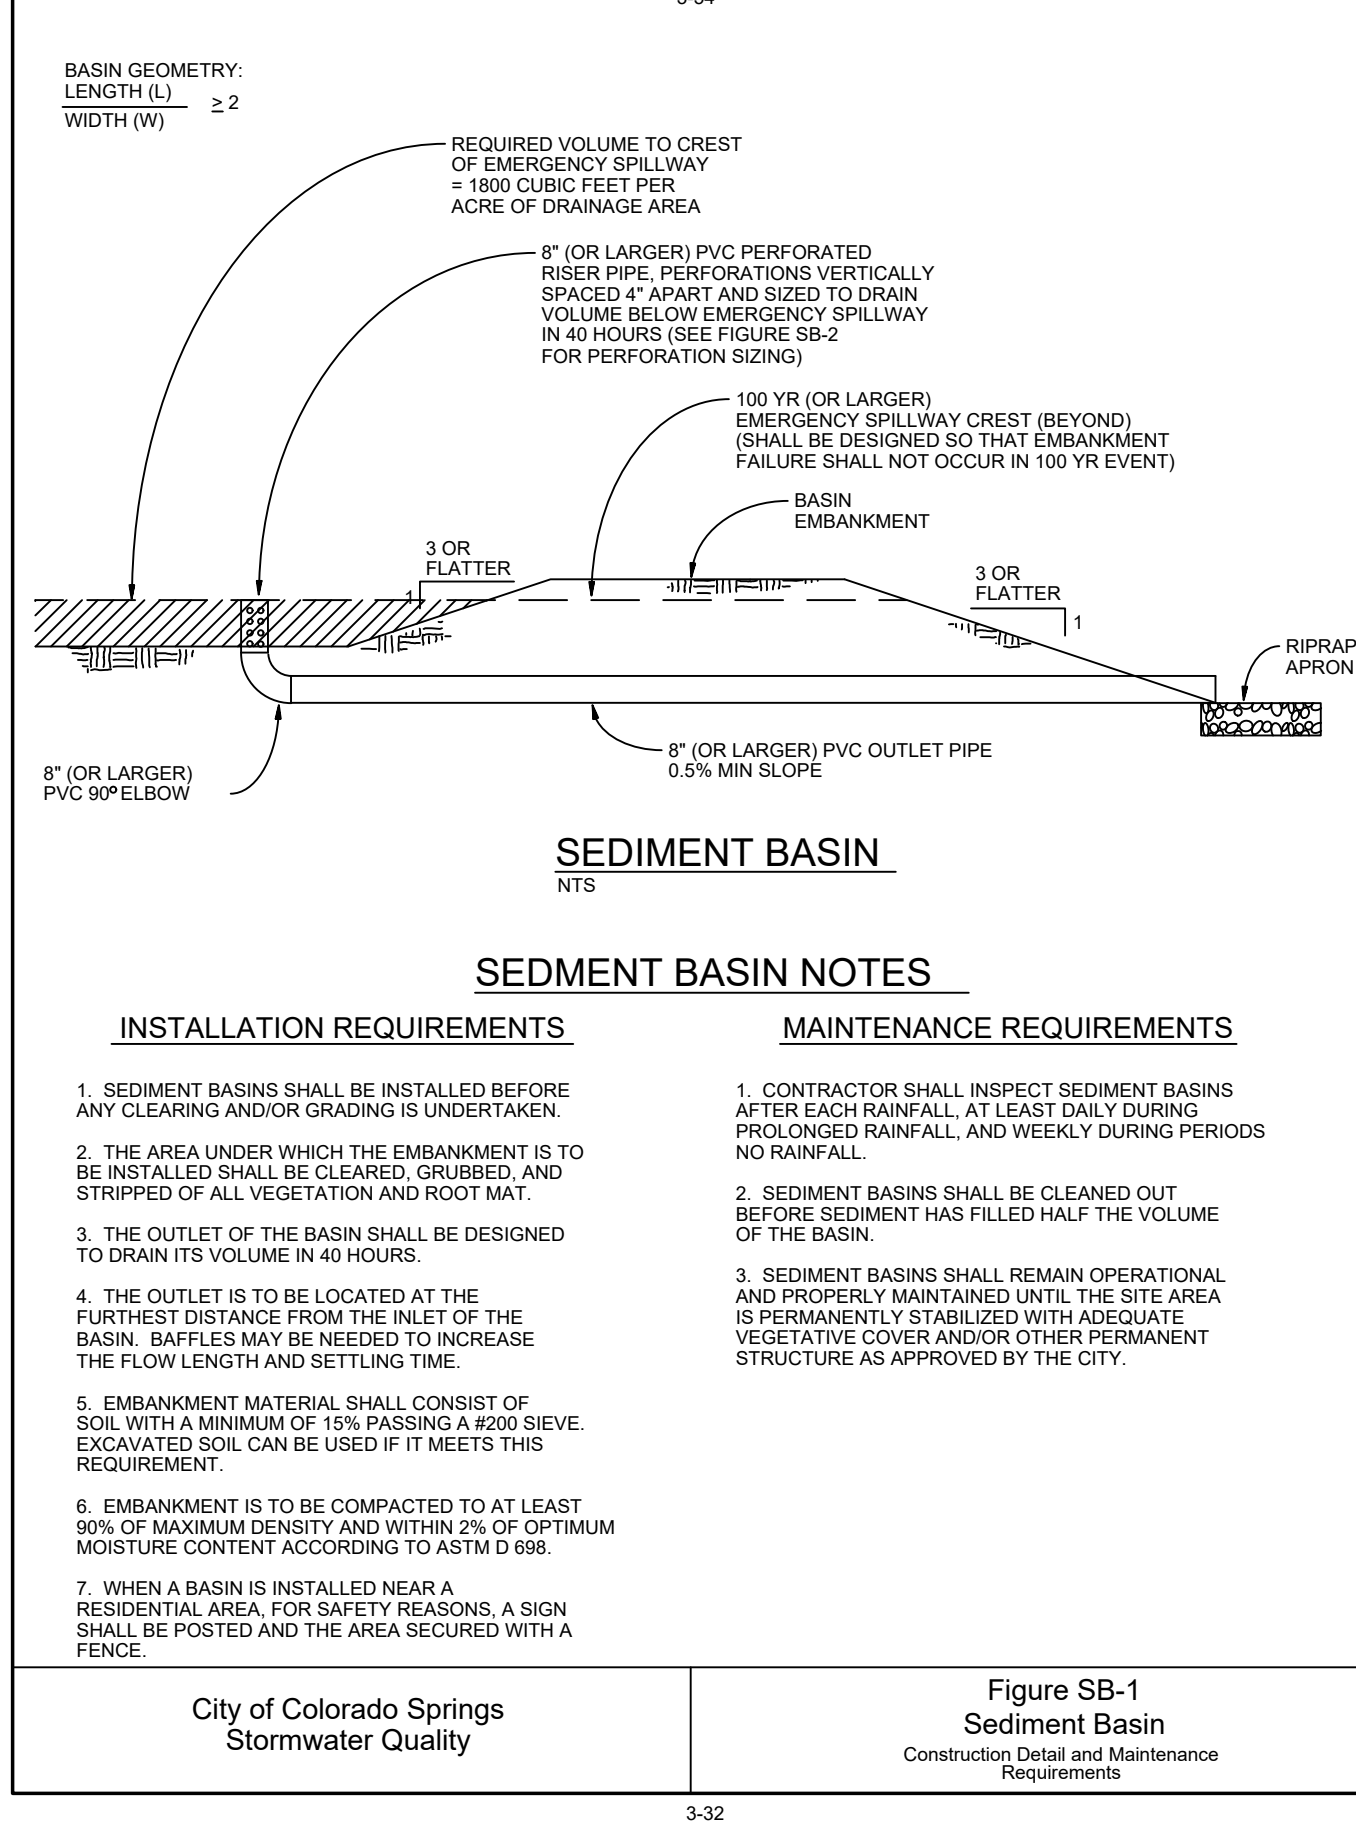 BASIN GEOMETRY:
LENGTH (L)
WIDTH (W)
≥ 2
REQUIRED VOLUME TO CREST
OF EMERGENCY SPILLWAY
= 1800 CUBIC FEET PER
ACRE OF DRAINAGE AREA
8" (OR LARGER) PVC PERFORATED
RISER PIPE, PERFORATIONS VERTICALLY
SPACED 4" APART AND SIZED TO DRAIN
VOLUME BELOW EMERGENCY SPILLWAY
IN 40 HOURS (SEE FIGURE SB-2
FOR PERFORATION SIZING)
100 YR (OR LARGER)
EMERGENCY SPILLWAY CREST (BEYOND)
(SHALL BE DESIGNED SO THAT EMBANKMENT
FAILURE SHALL NOT OCCUR IN 100 YR EVENT)
BASIN
EMBANKMENT
3 OR
FLATTER
1
3 OR
FLATTER
1
RIPRAP
APRON
8" (OR LARGER) PVC OUTLET PIPE
0.5% MIN SLOPE
8" (OR LARGER)
PVC 90° ELBOW
SEDIMENT BASIN
NTS
SEDMENT BASIN NOTES
INSTALLATION REQUIREMENTS
1. SEDIMENT BASINS SHALL BE INSTALLED BEFORE
ANY CLEARING AND/OR GRADING IS UNDERTAKEN.
2. THE AREA UNDER WHICH THE EMBANKMENT IS TO
BE INSTALLED SHALL BE CLEARED, GRUBBED, AND
STRIPPED OF ALL VEGETATION AND ROOT MAT.
3. THE OUTLET OF THE BASIN SHALL BE DESIGNED
TO DRAIN ITS VOLUME IN 40 HOURS.
4. THE OUTLET IS TO BE LOCATED AT THE
FURTHEST DISTANCE FROM THE INLET OF THE
BASIN. BAFFLES MAY BE NEEDED TO INCREASE
THE FLOW LENGTH AND SETTLING TIME.
5. EMBANKMENT MATERIAL SHALL CONSIST OF
SOIL WITH A MINIMUM OF 15% PASSING A #200 SIEVE.
EXCAVATED SOIL CAN BE USED IF IT MEETS THIS
REQUIREMENT.
6. EMBANKMENT IS TO BE COMPACTED TO AT LEAST
90% OF MAXIMUM DENSITY AND WITHIN 2% OF OPTIMUM
MOISTURE CONTENT ACCORDING TO ASTM D 698.
7. WHEN A BASIN IS INSTALLED NEAR A
RESIDENTIAL AREA, FOR SAFETY REASONS, A SIGN
SHALL BE POSTED AND THE AREA SECURED WITH A
FENCE.
MAINTENANCE REQUIREMENTS
1. CONTRACTOR SHALL INSPECT SEDIMENT BASINS
AFTER EACH RAINFALL, AT LEAST DAILY DURING
PROLONGED RAINFALL, AND WEEKLY DURING PERIODS
NO RAINFALL.
2. SEDIMENT BASINS SHALL BE CLEANED OUT
BEFORE SEDIMENT HAS FILLED HALF THE VOLUME
OF THE BASIN.
3. SEDIMENT BASINS SHALL REMAIN OPERATIONAL
AND PROPERLY MAINTAINED UNTIL THE SITE AREA
IS PERMANENTLY STABILIZED WITH ADEQUATE
VEGETATIVE COVER AND/OR OTHER PERMANENT
STRUCTURE AS APPROVED BY THE CITY.
City of Colorado Springs
Stormwater Quality
Figure SB-1
Sediment Basin
Construction Detail and Maintenance
Requirements
3-32